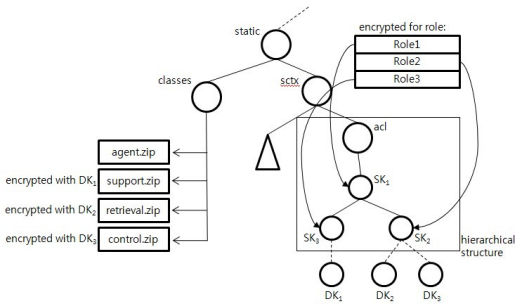 encrypted for role:
static
Role1
Role2
Role3
classes
sctx
acl
agent.zip
encrypted with DK1 support.zip
encrypted with DK2 retrieval.zip
encrypted with DK3 control.zip
SK1
SK3
SK2
hierarchical
structure
DK1
DK2
DK3